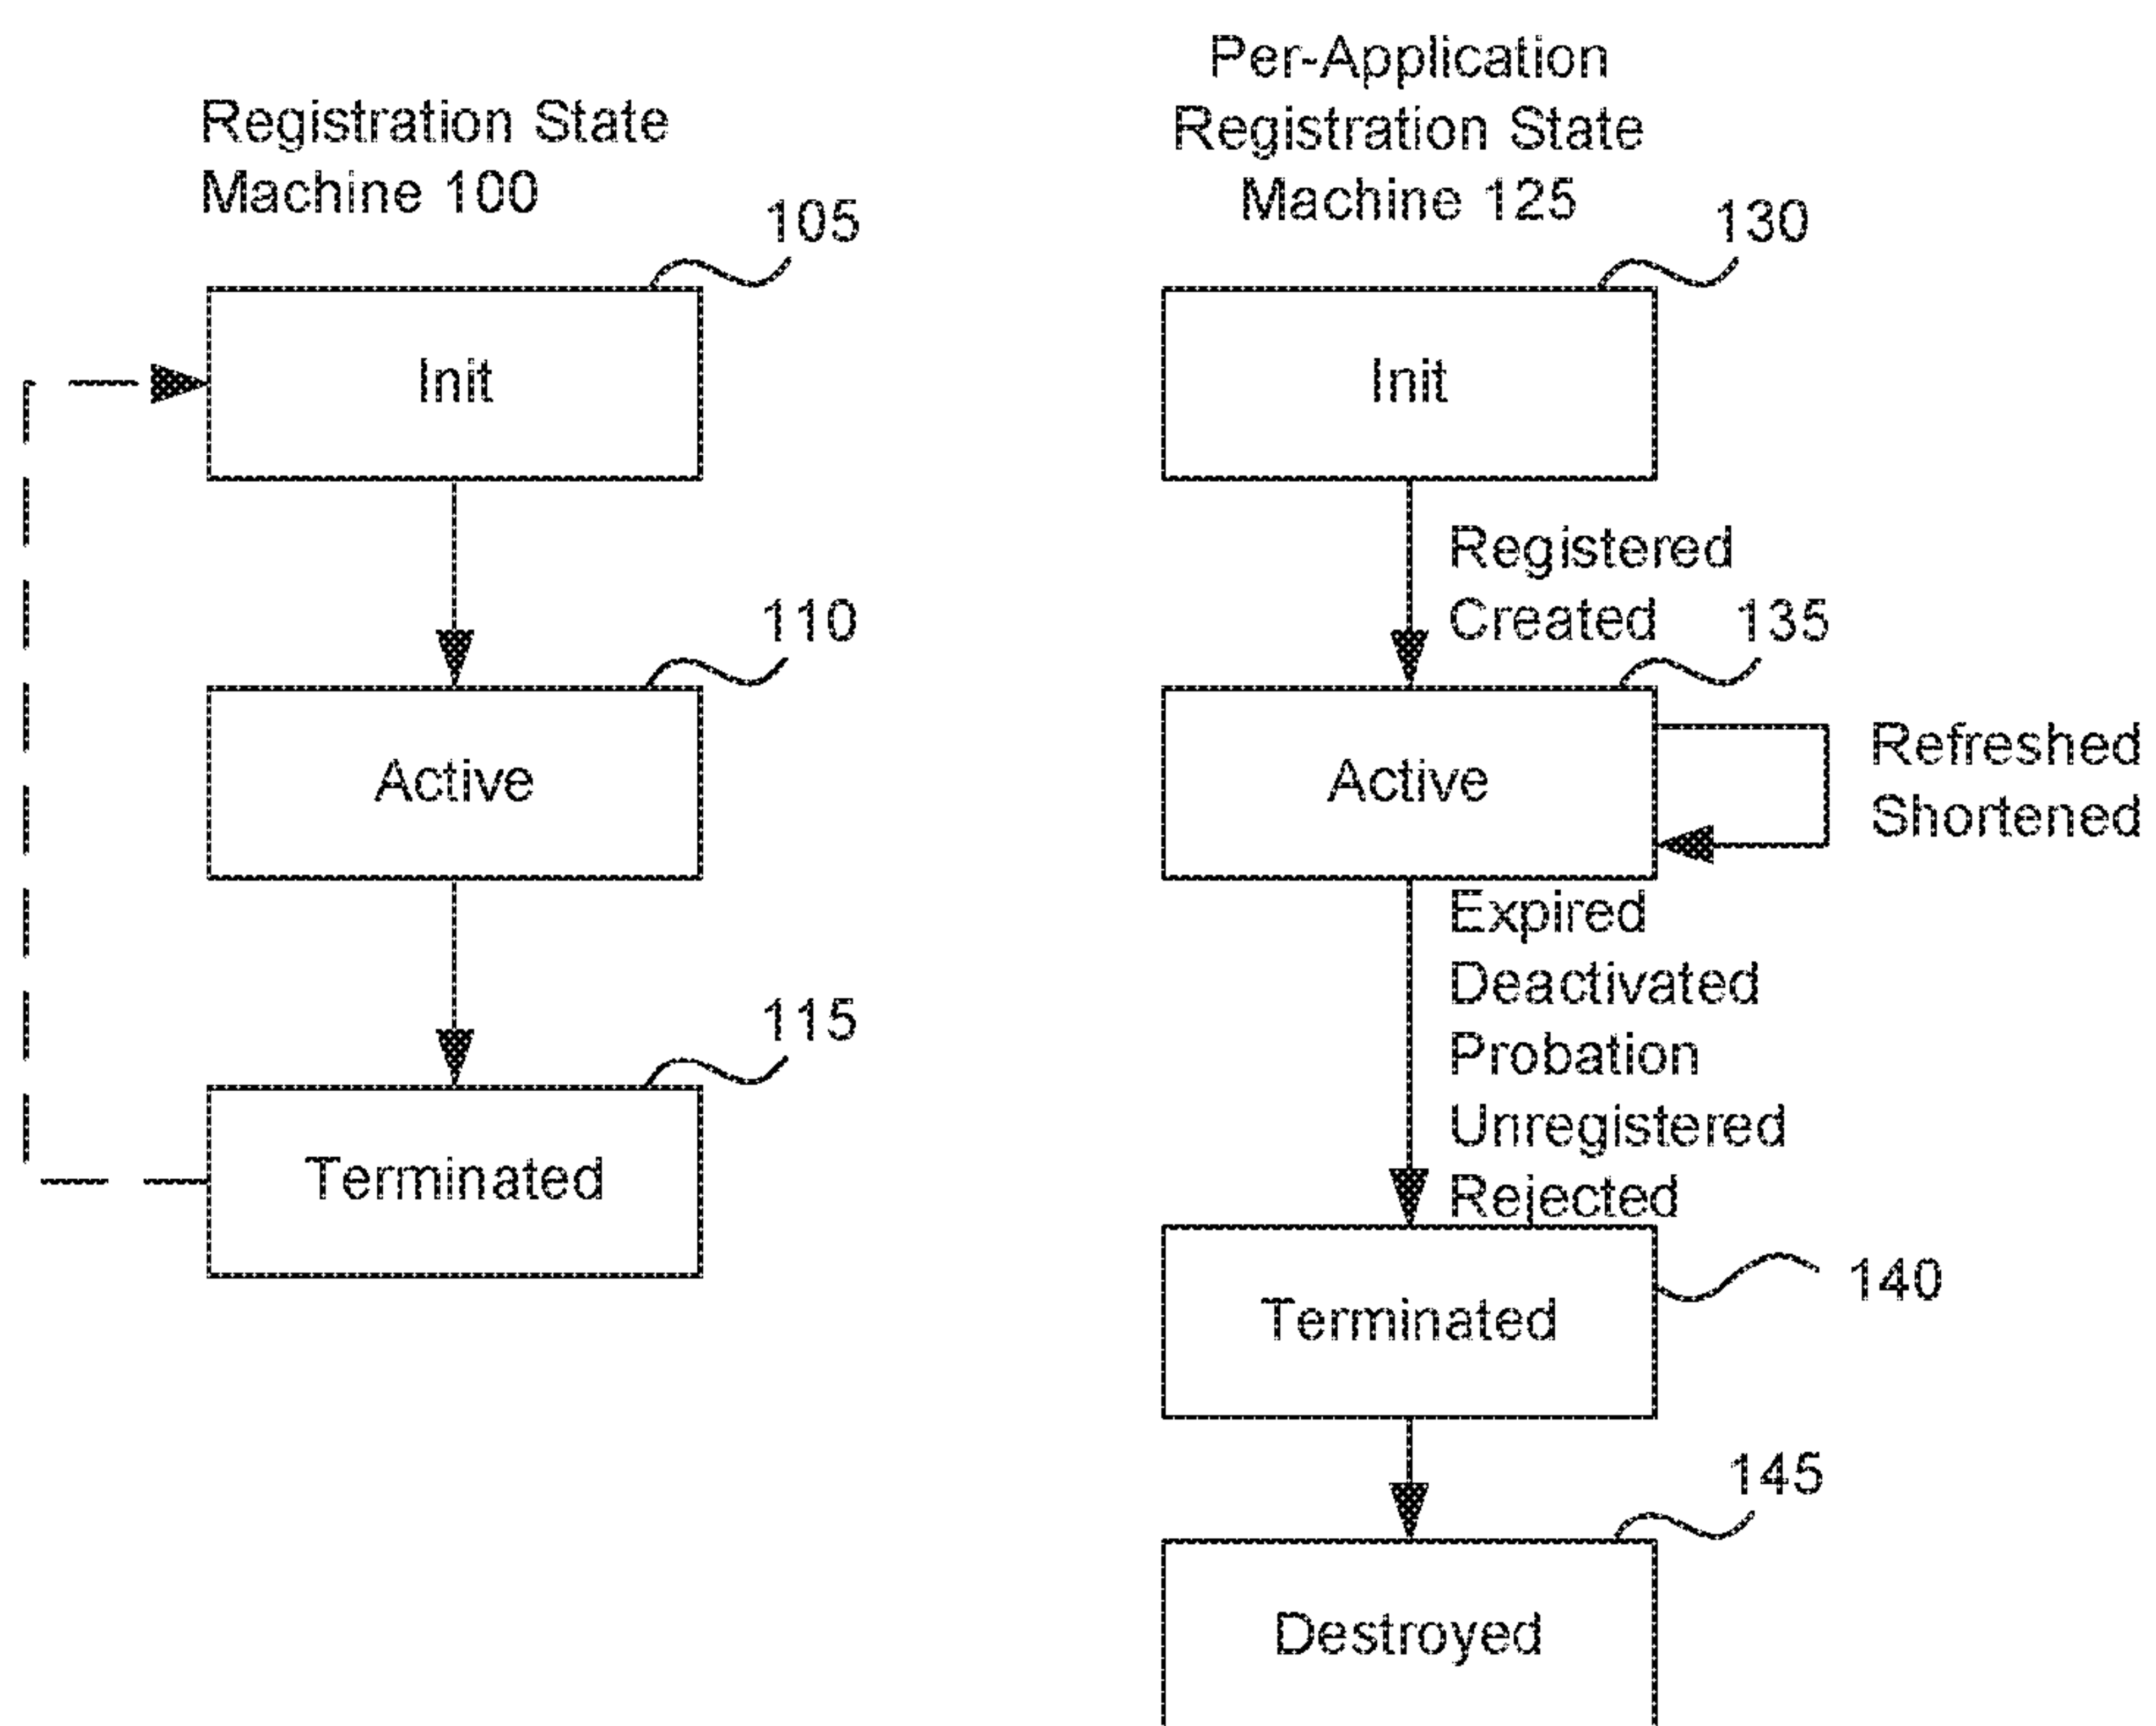 Registration State
Machine 100
105
Init
110
Active
115
Terminated
Per-Application
Registration State
Machine 125
130
Init
Registered
Created
135
Active
Refreshed
Shortened
Expired
Deactivated
Probation
Unregistered
Rejected
Terminated
140
145
Destroyed